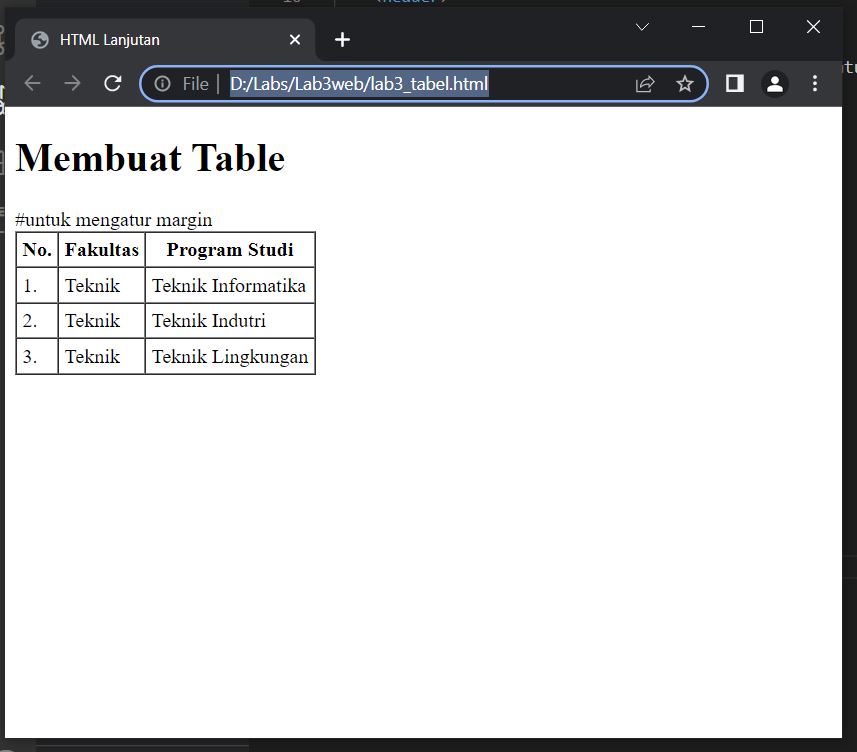 HTML Lanjutan
File | D:/Labs/Lab3web/lab3_tabel.html
Membuat Table
#untuk mengatur margin
No. Fakultas Program Studi
1. Teknik Teknik Informatika
2. Teknik Teknik Indutri
3. Teknik Teknik Lingkungan